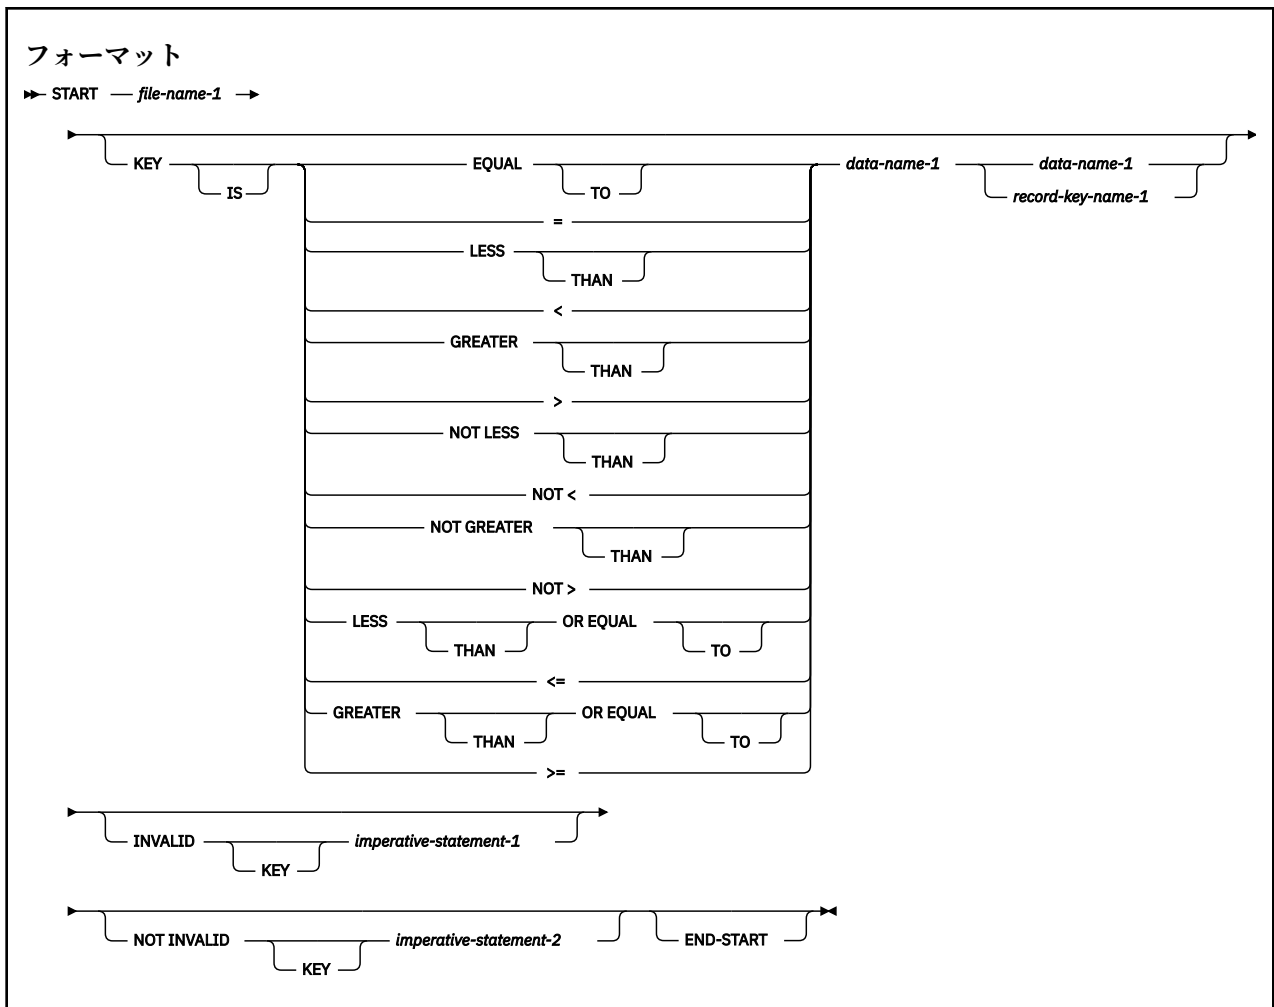 フォーマット
START file-name-1
KEY EQUAL data-name-1 data-name-1
IS TO record-key-name-1
=
LESS
THAN
<
GREATER
THAN
>
NOT LESS
THAN
NOT <
NOT GREATER
THAN
NOT >
LESS OR EQUAL
THAN TO
<=
GREATER OR EQUAL
THAN TO
>=
INVALID imperative-statement-1
KEY
NOT INVALID imperative-statement-2 END-START
KEY